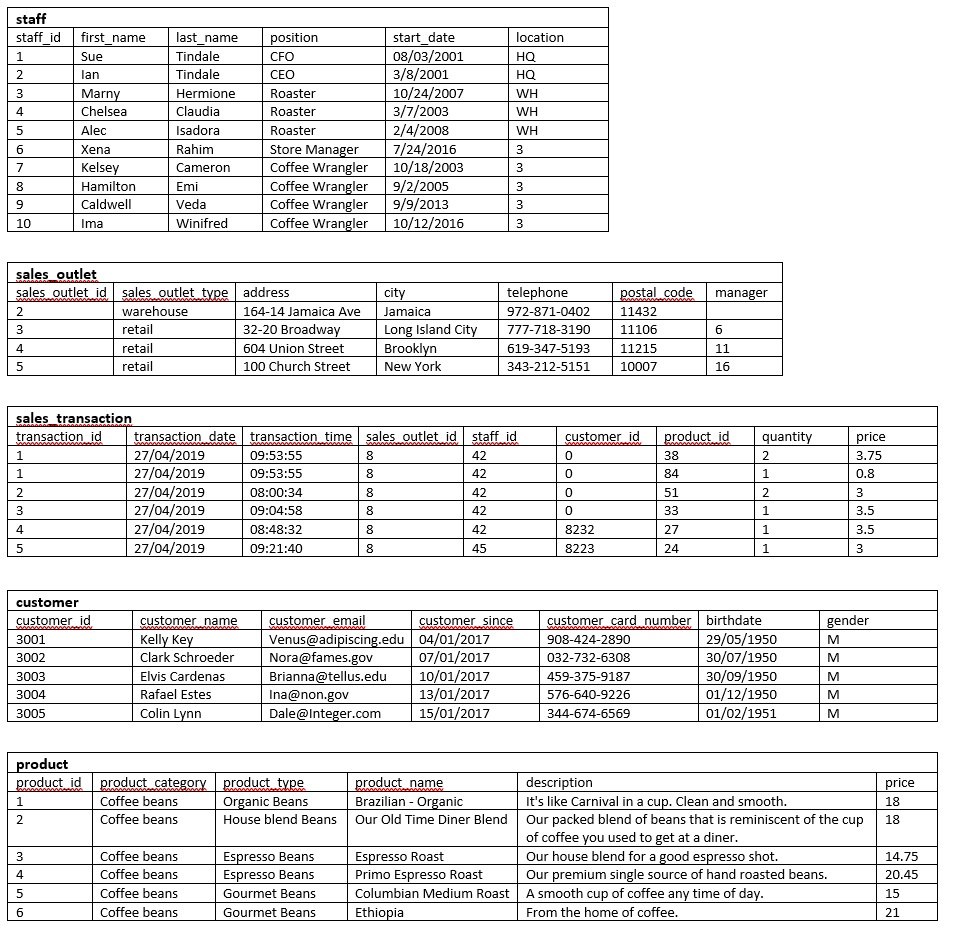 staff
staff_id first_name last_name position start_date location
1 Sue Tindale CFO 08/03/2001 HQ
2 Ian Tindale CEO 3/8/2001 HQ
3 Marny Hermione Roaster 10/24/2007 WH
4 Chelsea Claudia Roaster 3/7/2003 WH
5 Alec Isadora Roaster 2/4/2008 WH
6 Xena Rahim Store Manager 7/24/2016 3
7 Kelsey Cameron Coffee Wrangler 10/18/2003 3
8 Hamilton Emi Coffee Wrangler 9/2/2005 3
9 Caldwell Veda Coffee Wrangler 9/9/2013 3
10 Ima Winifred Coffee Wrangler 10/12/2016 3
sales_outlet
sales_outlet_id sales_outlet_type address city telephone postal_code manager
2 warehouse 164-14 Jamaica Ave Jamaica 972-871-0402 11432
3 retail 32-20 Broadway Long Island City 777-718-3190 11106 6
4 retail 604 Union Street Brooklyn 619-347-5193 11215 11
5 retail 100 Church Street New York 343-212-5151 10007 16
sales_transaction
transaction_id transaction_date transaction_time sales_outlet_id staff_id customer_id product_id quantity price
1 27/04/2019 09:53:55 8 42 0 38 2 3.75
1 27/04/2019 09:53:55 8 42 0 84 1 0.8
2 27/04/2019 08:00:34 8 42 0 51 2 3
3 27/04/2019 09:04:58 8 42 0 33 1 3.5
4 27/04/2019 08:48:32 8 42 8232 27 1 3.5
5 27/04/2019 09:21:40 8 45 8223 24 1 3
customer
customer_id customer_name customer_email customer_since customer_card_number birthdate gender
3001 Kelly Key Venus@adipiscing.edu 04/01/2017 908-424-2890 29/05/1950 M
3002 Clark Schroeder Nora@fames.gov 07/01/2017 032-732-6308 30/07/1950 M
3003 Elvis Cardenas Brianna@tellus.edu 10/01/2017 459-375-9187 30/09/1950 M
3004 Rafael Estes Ina@non.gov 13/01/2017 576-640-9226 01/12/1950 M
3005 Colin Lynn Dale@Integer.com 15/01/2017 344-674-6569 01/02/1951 M
product
product_id product_category product_type product_name description price
1 Coffee beans Organic Beans Brazilian - Organic It's like Carnival in a cup. Clean and smooth. 18
2 Coffee beans House blend Beans Our Old Time Diner Blend Our packed blend of beans that is reminiscent of the cup 18
of coffee you used to get at a diner.
3 Coffee beans Espresso Beans Espresso Roast Our house blend for a good espresso shot. 14.75
4 Coffee beans Espresso Beans Primo Espresso Roast Our premium single source of hand roasted beans. 20.45
5 Coffee beans Gourmet Beans Columbian Medium Roast A smooth cup of coffee any time of day. 15
6 Coffee beans Gourmet Beans Ethiopia From the home of coffee. 21